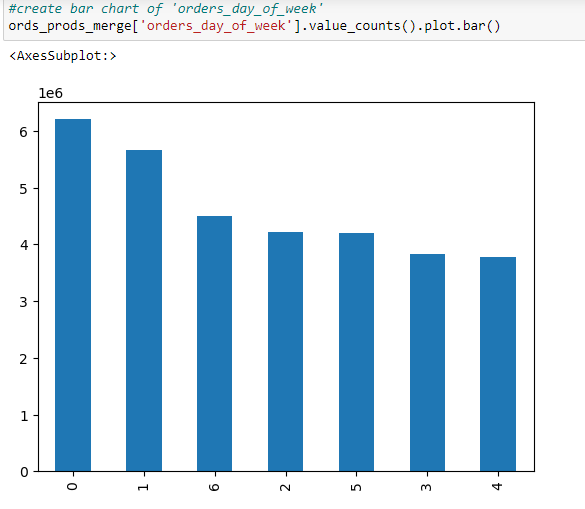 #create bar chart of 'orders_day_of_week'
ords_prods_merge['orders_day_of_week'].value_counts().plot.bar()
<AxesSubplot:>
1e6
6
5
4
3
2
1
0
0 1 6 2 5 3 4